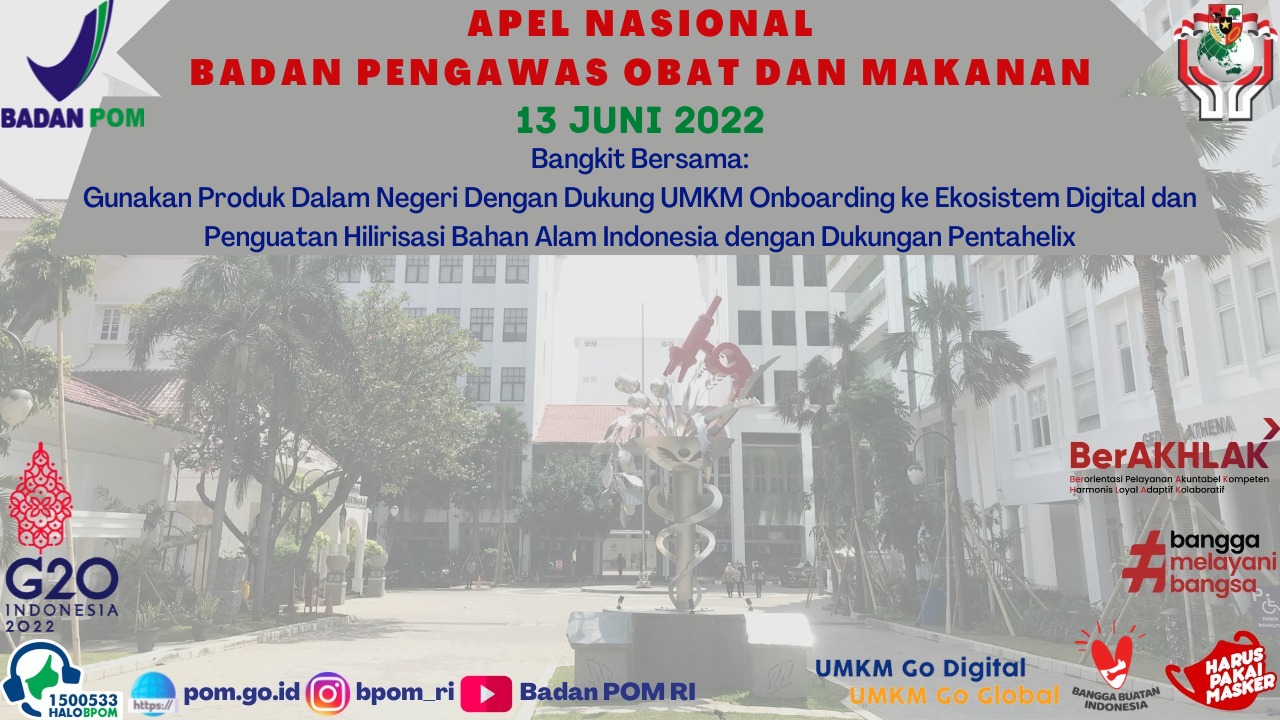 APEL NASIONAL
BADAN PENGAWAS OBAT DAN MAKANAN
13 JUNI 2022
Bangkit Bersama:
Gunakan Produk Dalam Negeri Dengan Dukung UMKM Onboarding ke Ekosistem Digital dan
Penguatan Hilirisasi Bahan Alam Indonesia dengan Dukungan Pentahelix
BADAN POM
ATHENA
BerAKHLAK
Berorientasi Pelayanan Akuntabel Kompeten
Harmonis Loyal Adaptif Kolaboratif
G20
INDONESIA
2022
#bangga
melayani
bangsa
1500533
HALOBPOM
https://
pom.go.id
bpom_ri
Badan POM RI
UMKM Go Digital
UMKM Go Global
BANGGA BUATAN
INDONESIA
HARUS
PAKAI
MASKER